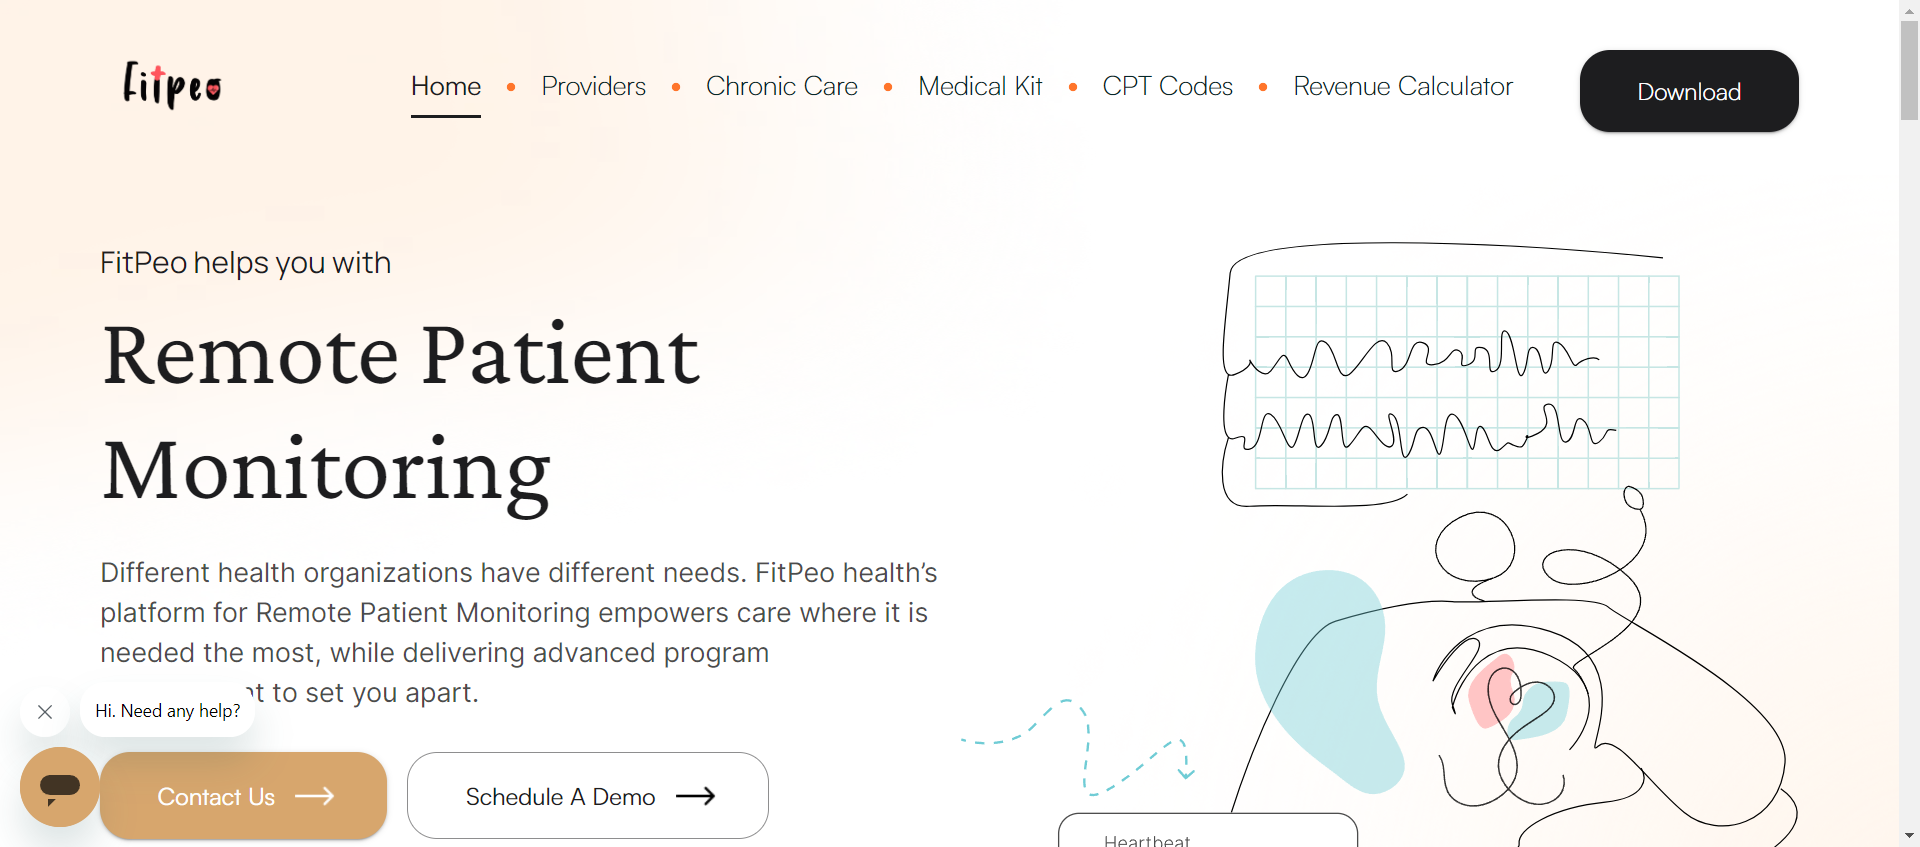 FitPeo
Home • Providers • Chronic Care • Medical Kit • CPT Codes • Revenue Calculator
Download
FitPeo helps you with
Remote Patient
Monitoring
Different health organizations have different needs. FitPeo health’s
platform for Remote Patient Monitoring empowers care where it is
needed the most, while delivering advanced program
to set you apart.
Hi. Need any help?
Contact Us
Schedule A Demo
Heartbeat